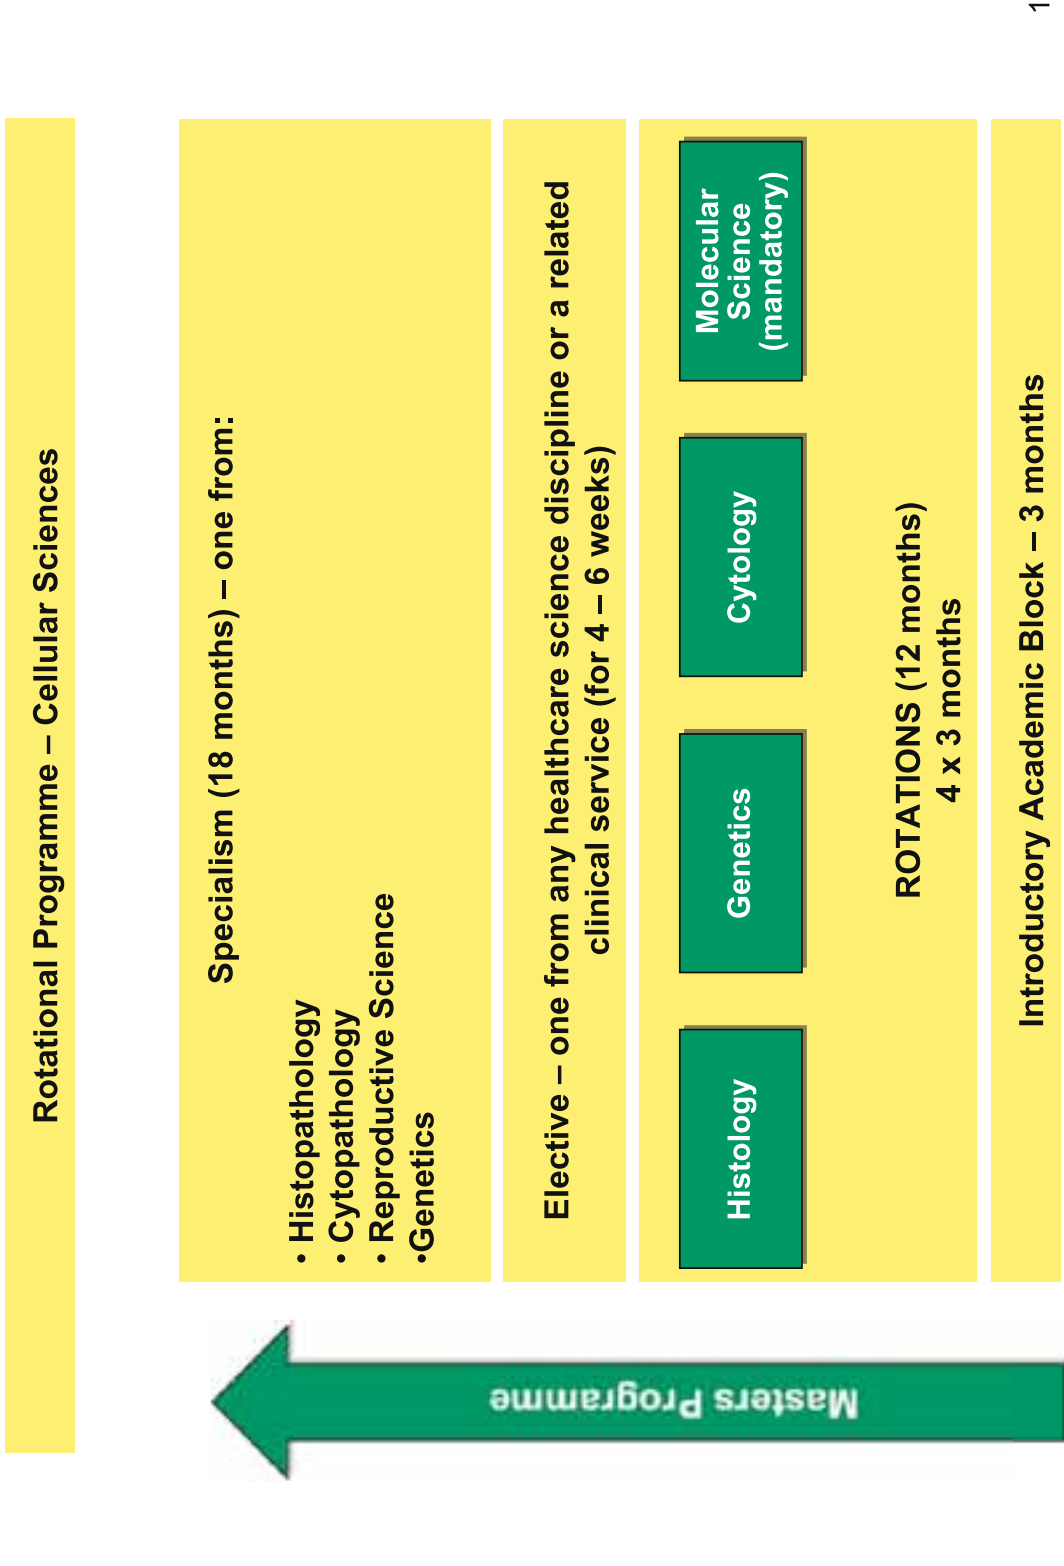 Rotational Programme – Cellular Sciences
Specialism (18 months) – one from:
• Histopathology
• Cytopathology
• Reproductive Science
•Genetics
Elective – one from any healthcare science discipline or a related
clinical service (for 4 – 6 weeks)
Histology
Genetics
Cytology
Molecular
Science
(mandatory)
ROTATIONS (12 months)
4 x 3 months
Introductory Academic Block – 3 months
Masters Programme
1